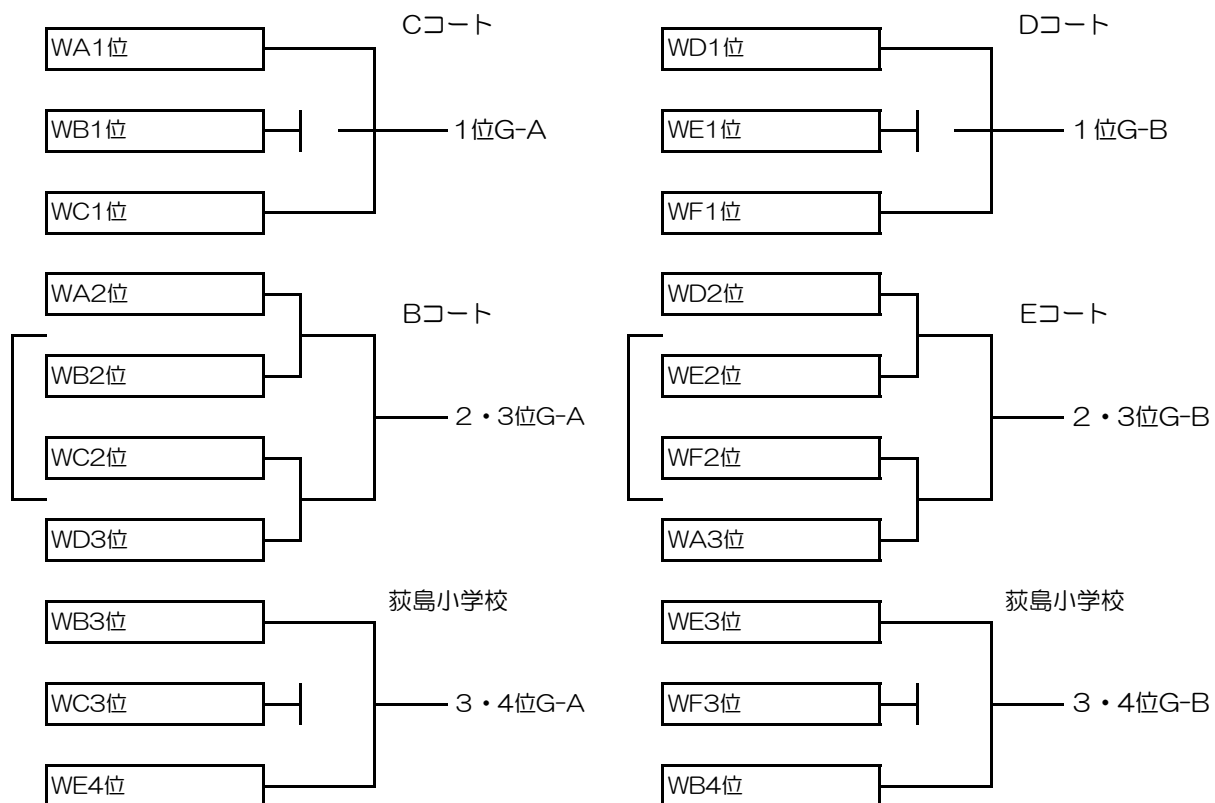 Cコート
WA1位
WB1位
1位G-A
WC1位
WA2位
Bコート
WB2位
2・3位G-A
WC2位
WD3位
荻島小学校
WB3位
WC3位
3・4位G-A
WE4位
Dコート
WD1位
WE1位
1位G-B
WF1位
WD2位
Eコート
WE2位
2・3位G-B
WF2位
WA3位
荻島小学校
WE3位
WF3位
3・4位G-B
WB4位